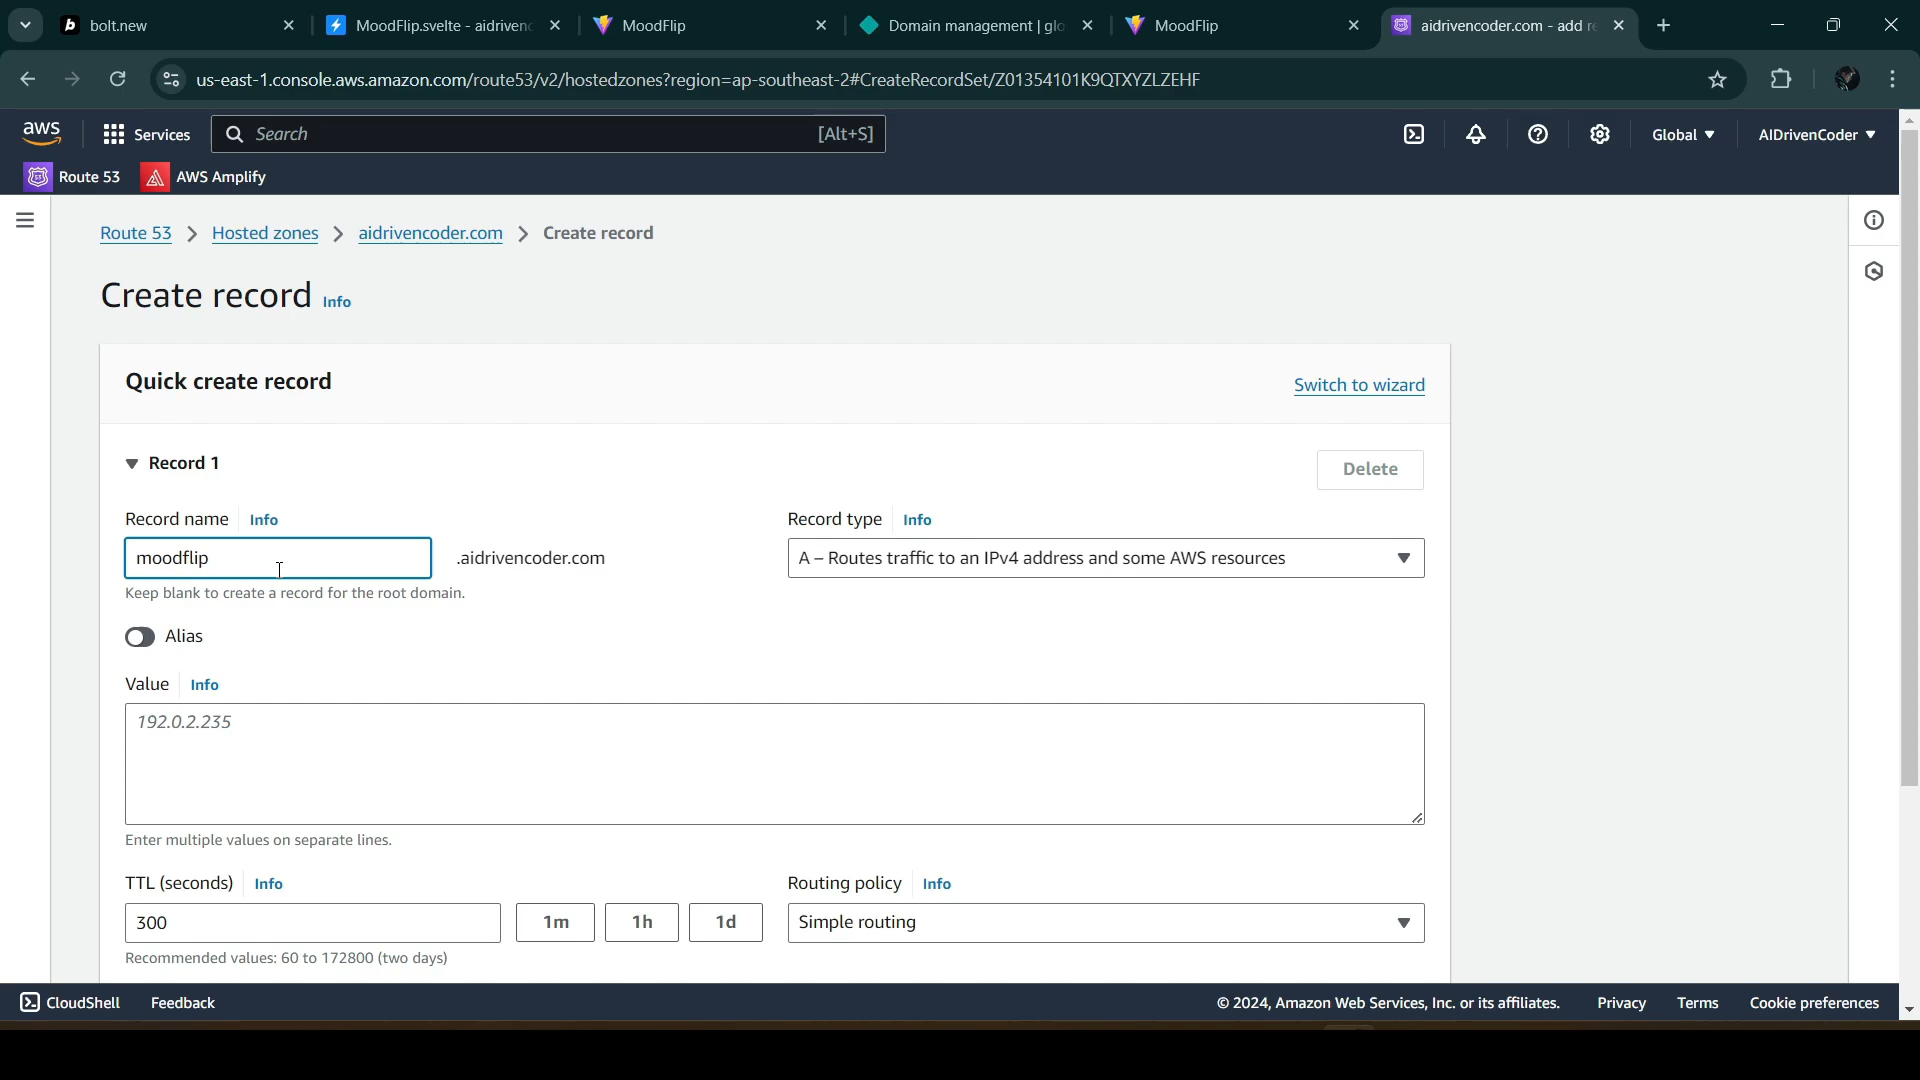 bolt.new
MoodFlip.svelte - aidrivenc
MoodFlip
Domain management | glo
MoodFlip
aidrivencoder.com - add re
us-east-1.console.aws.amazon.com/route53/v2/hostedzones?region=ap-southeast-2#CreateRecordSet/Z01354101K9QTXYZLZEHF
aws
Services
Search
[Alt+S]
Global
AIDrivenCoder
Route 53
AWS Amplify
Route 53
Hosted zones
aidrivencoder.com
Create record
Create record Info
Quick create record
Switch to wizard
Record 1
Delete
Record name Info
Record type Info
moodflip
.aidrivencoder.com
A – Routes traffic to an IPv4 address and some AWS resources
Keep blank to create a record for the root domain.
Alias
Value Info
192.0.2.235
Enter multiple values on separate lines.
TTL (seconds) Info
Routing policy Info
300
1m
1h
1d
Simple routing
Recommended values: 60 to 172800 (two days)
CloudShell
Feedback
© 2024, Amazon Web Services, Inc. or its affiliates.
Privacy
Terms
Cookie preferences